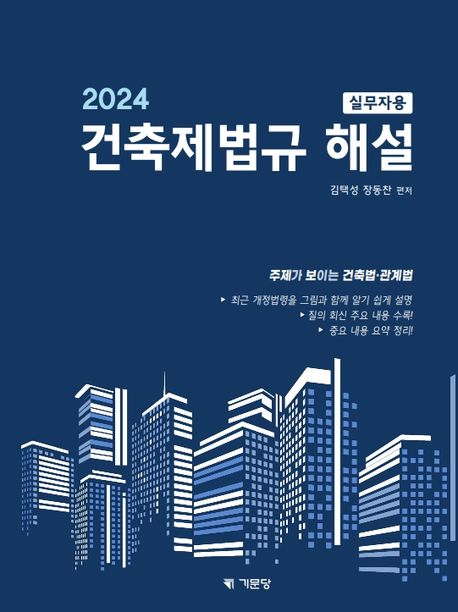 2024
실무자용
건축제법규 해설
김택성 장동찬 편저
주제가 보이는 건축법·관계법
▶ 최근 개정법령을 그림과 함께 알기 쉽게 설명
▶ 질의 회신 주요 내용 수록!
▶ 중요 내용 요약 정리!
기문당